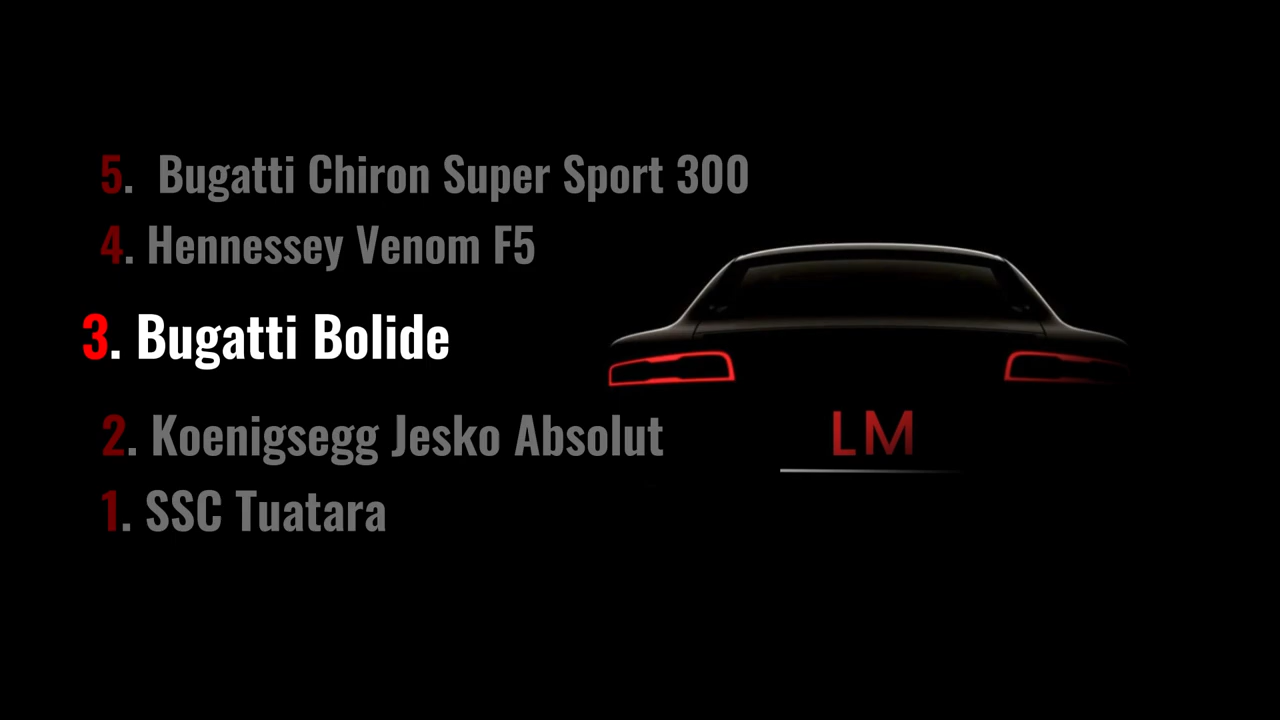 5. Bugatti Chiron Super Sport 300
4. Hennessey Venom F5
3. Bugatti Bolide
2. Koenigsegg Jesko Absolut
1. SSC Tuatara
LM